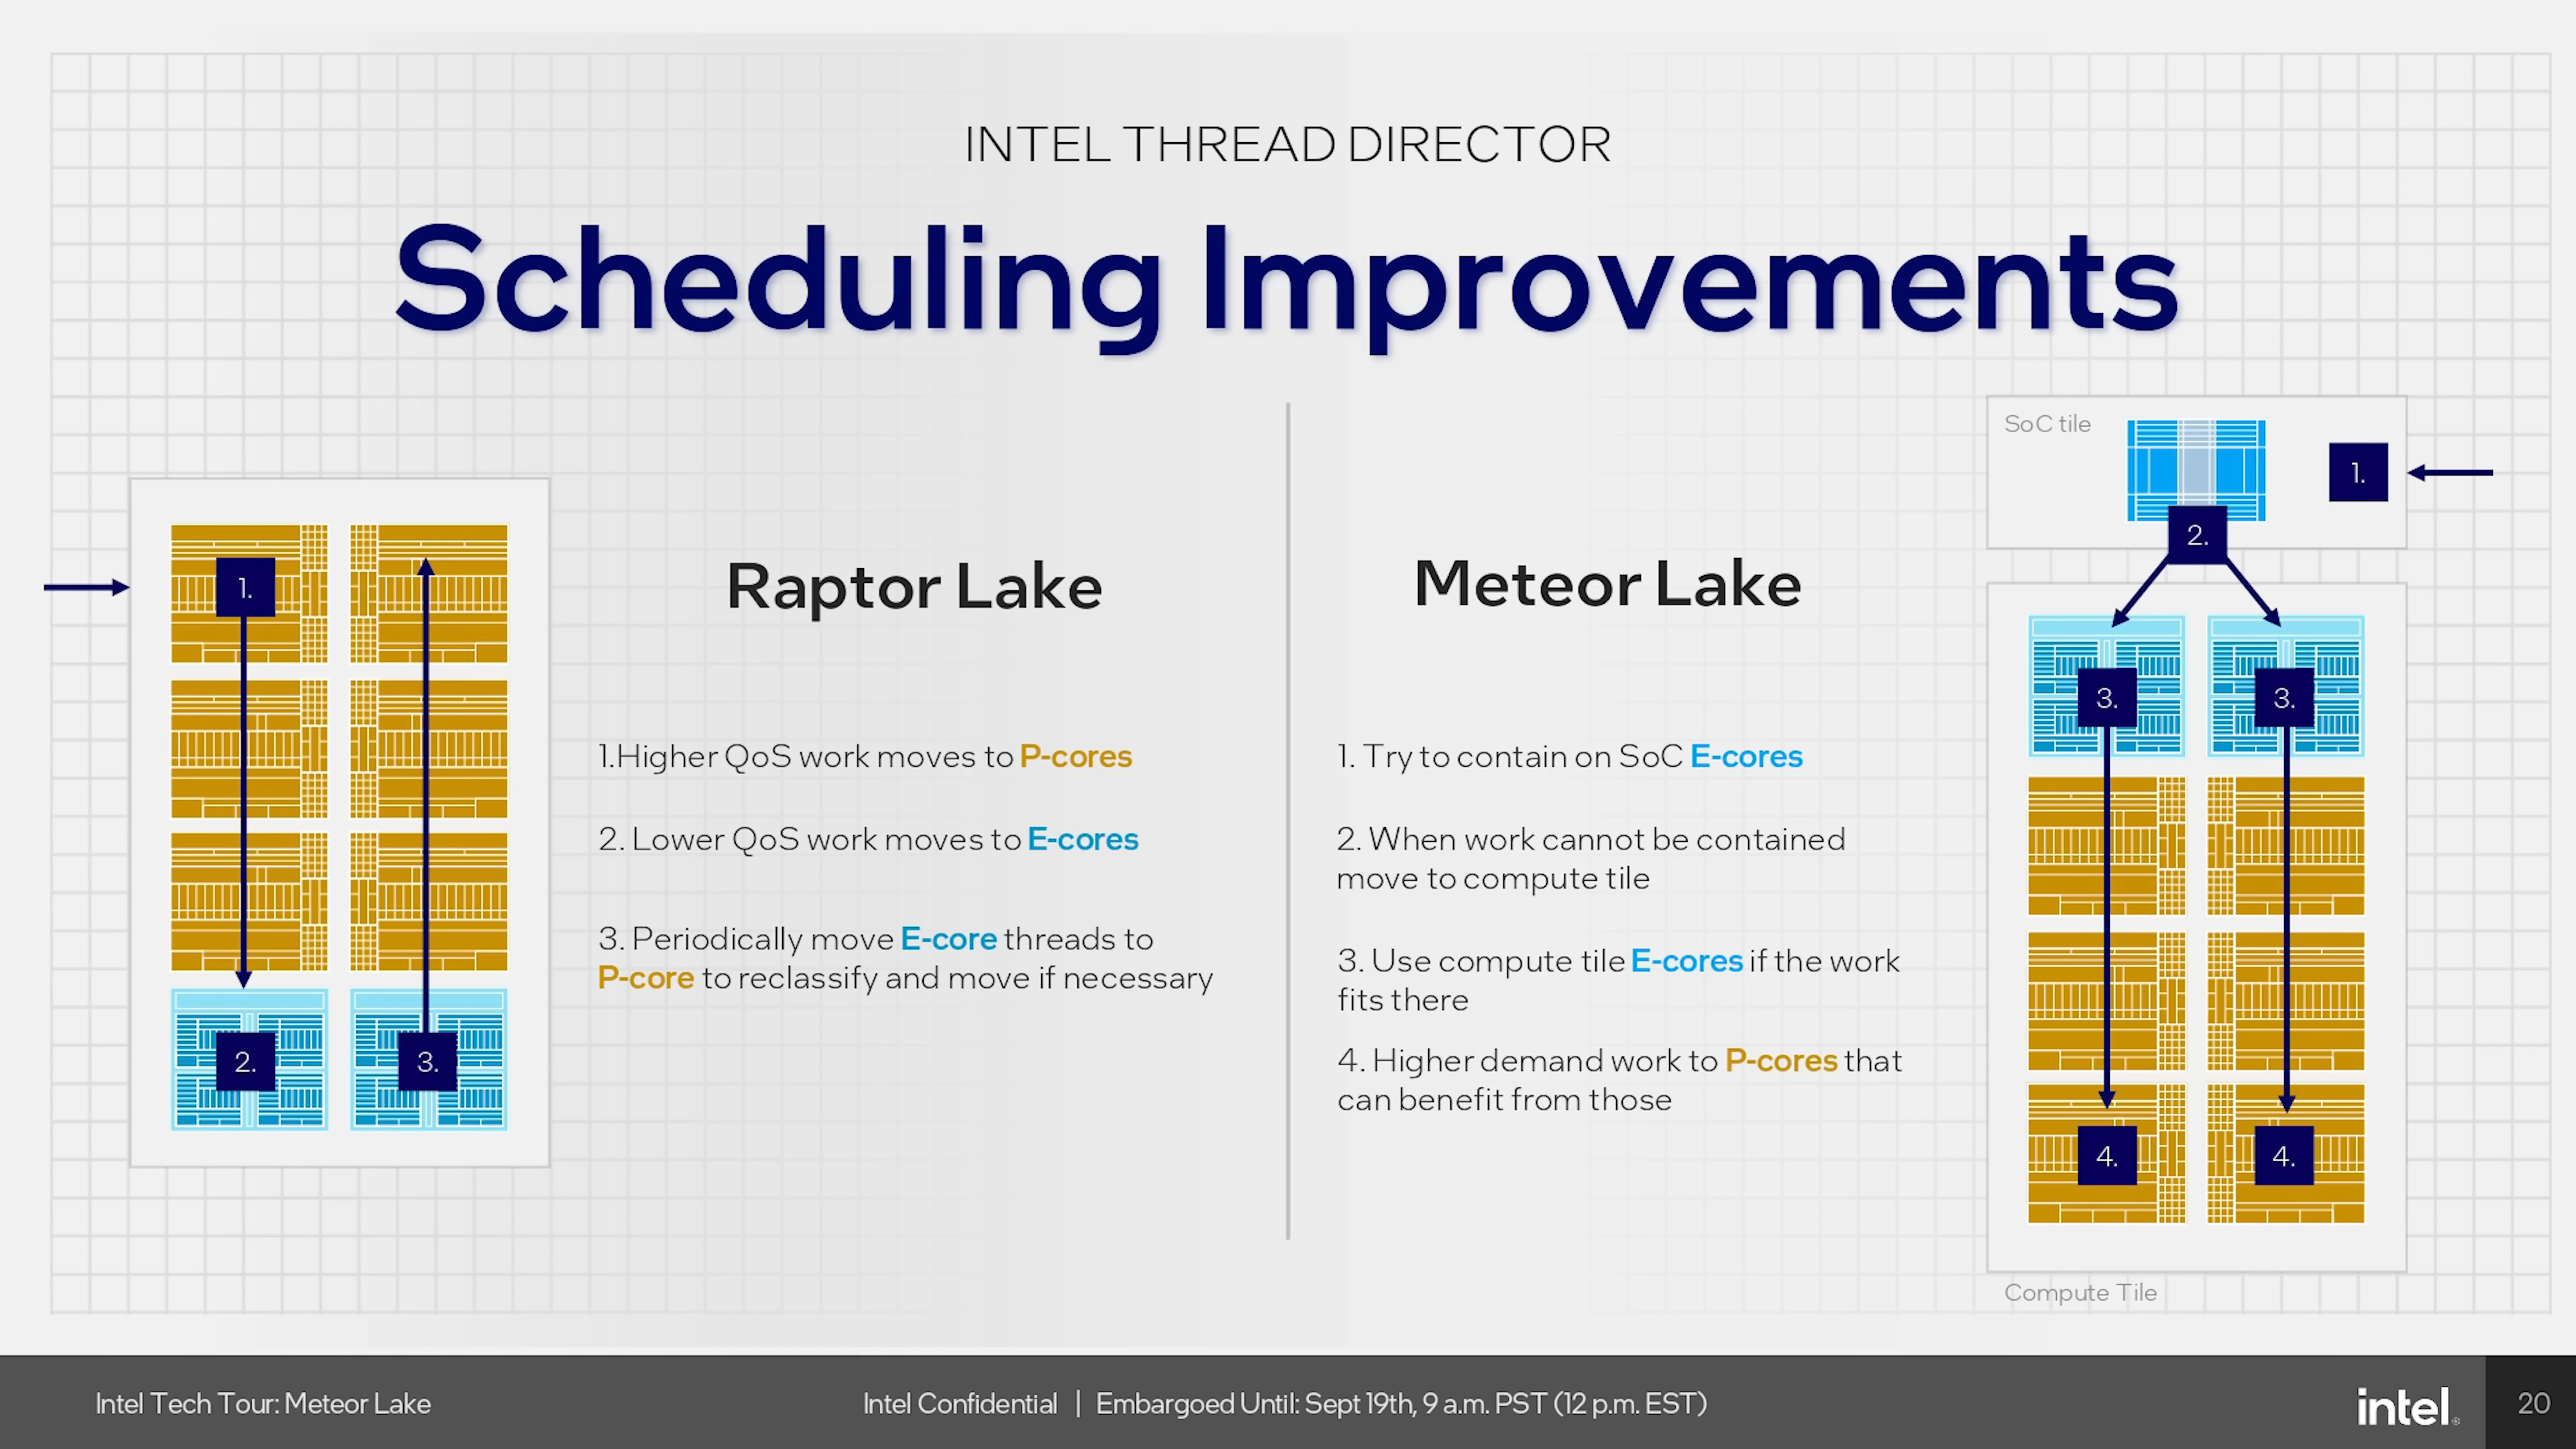 INTEL THREAD DIRECTOR
Scheduling Improvements
1.
2.
3.
Raptor Lake
1.Higher QoS work moves to P-cores
2. Lower QoS work moves to E-cores
3. Periodically move E-core threads to
P-core to reclassify and move if necessary
Meteor Lake
1. Try to contain on SoC E-cores
2. When work cannot be contained
move to compute tile
3. Use compute tile E-cores if the work
fits there
4. Higher demand work to P-cores that
can benefit from those
SoC tile
1.
2.
3.
3.
4.
4.
Compute Tile
Intel Tech Tour: Meteor Lake
Intel Confidential | Embargoed Until: Sept 19th, 9 a.m. PST (12 p.m. EST)
intel.
20